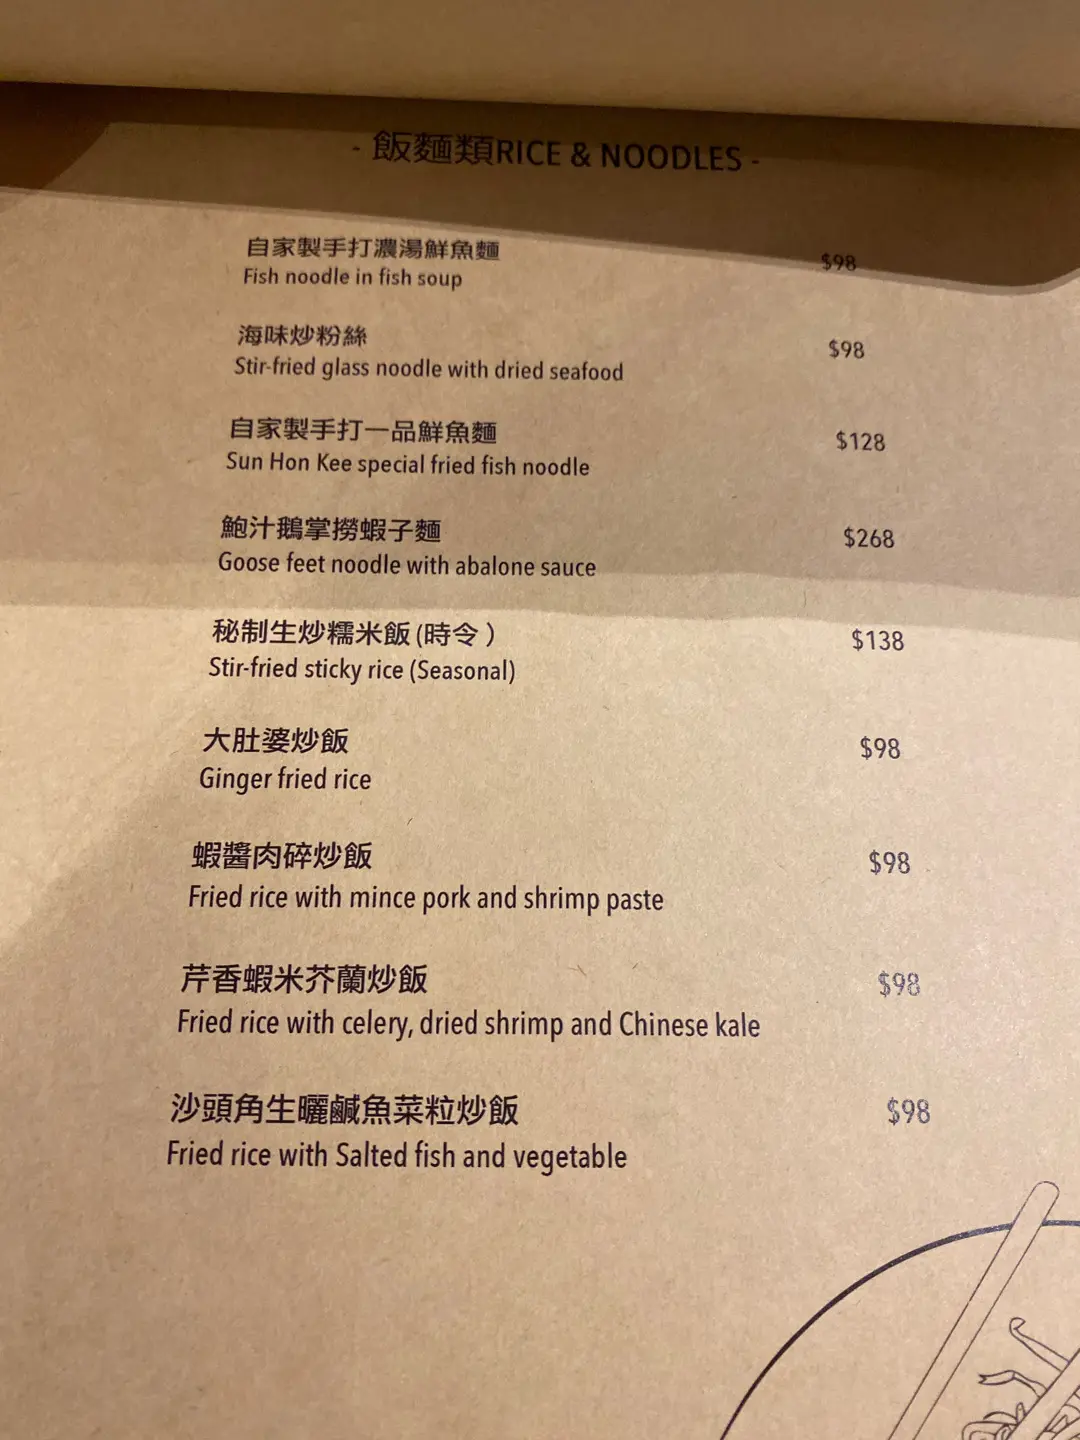 - 飯麵類RICE & NOODLES -
自家製手打濃湯鮮魚麵
Fish noodle in fish soup
$98
海味炒粉絲
Stir-fried glass noodle with dried seafood
$98
自家製手打一品鮮魚麵
Sun Hon Kee special fried fish noodle
$128
鮑汁鵝掌撈蝦子麵
Goose feet noodle with abalone sauce
$268
秘制生炒糯米飯 (時令 )
Stir-fried sticky rice (Seasonal)
$138
大肚婆炒飯
Ginger fried rice
$98
蝦醬肉碎炒飯
Fried rice with mince pork and shrimp paste
$98
芹香蝦米芥蘭炒飯
Fried rice with celery, dried shrimp and Chinese kale
$98
沙頭角生曬鹹魚菜粒炒飯
Fried rice with Salted fish and vegetable
$98